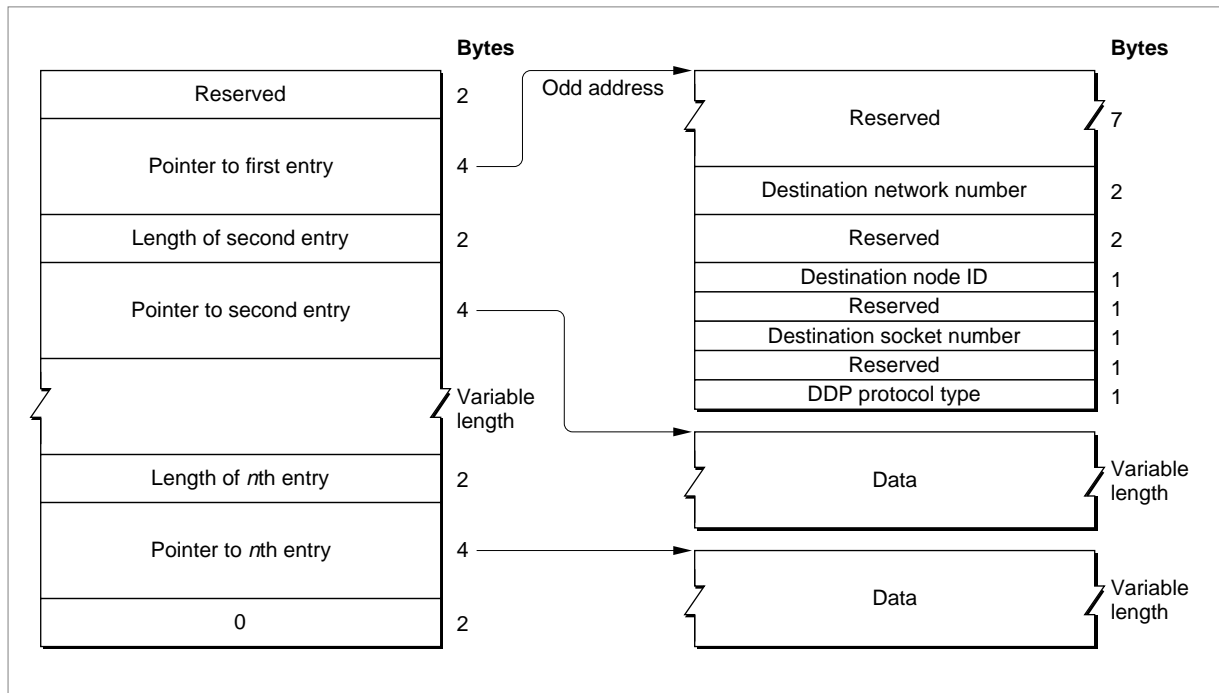 Bytes
Reserved
2
Pointer to first entry
4
Length of second entry
2
Pointer to second entry
4
Variable
length
Length of nth entry
2
Pointer to nth entry
4
0
2
Odd address
Bytes
Reserved
7
Destination network number
2
Reserved
2
Destination node ID
1
Reserved
1
Destination socket number
1
Reserved
1
DDP protocol type
1
Data
Variable
length
Data
Variable
length